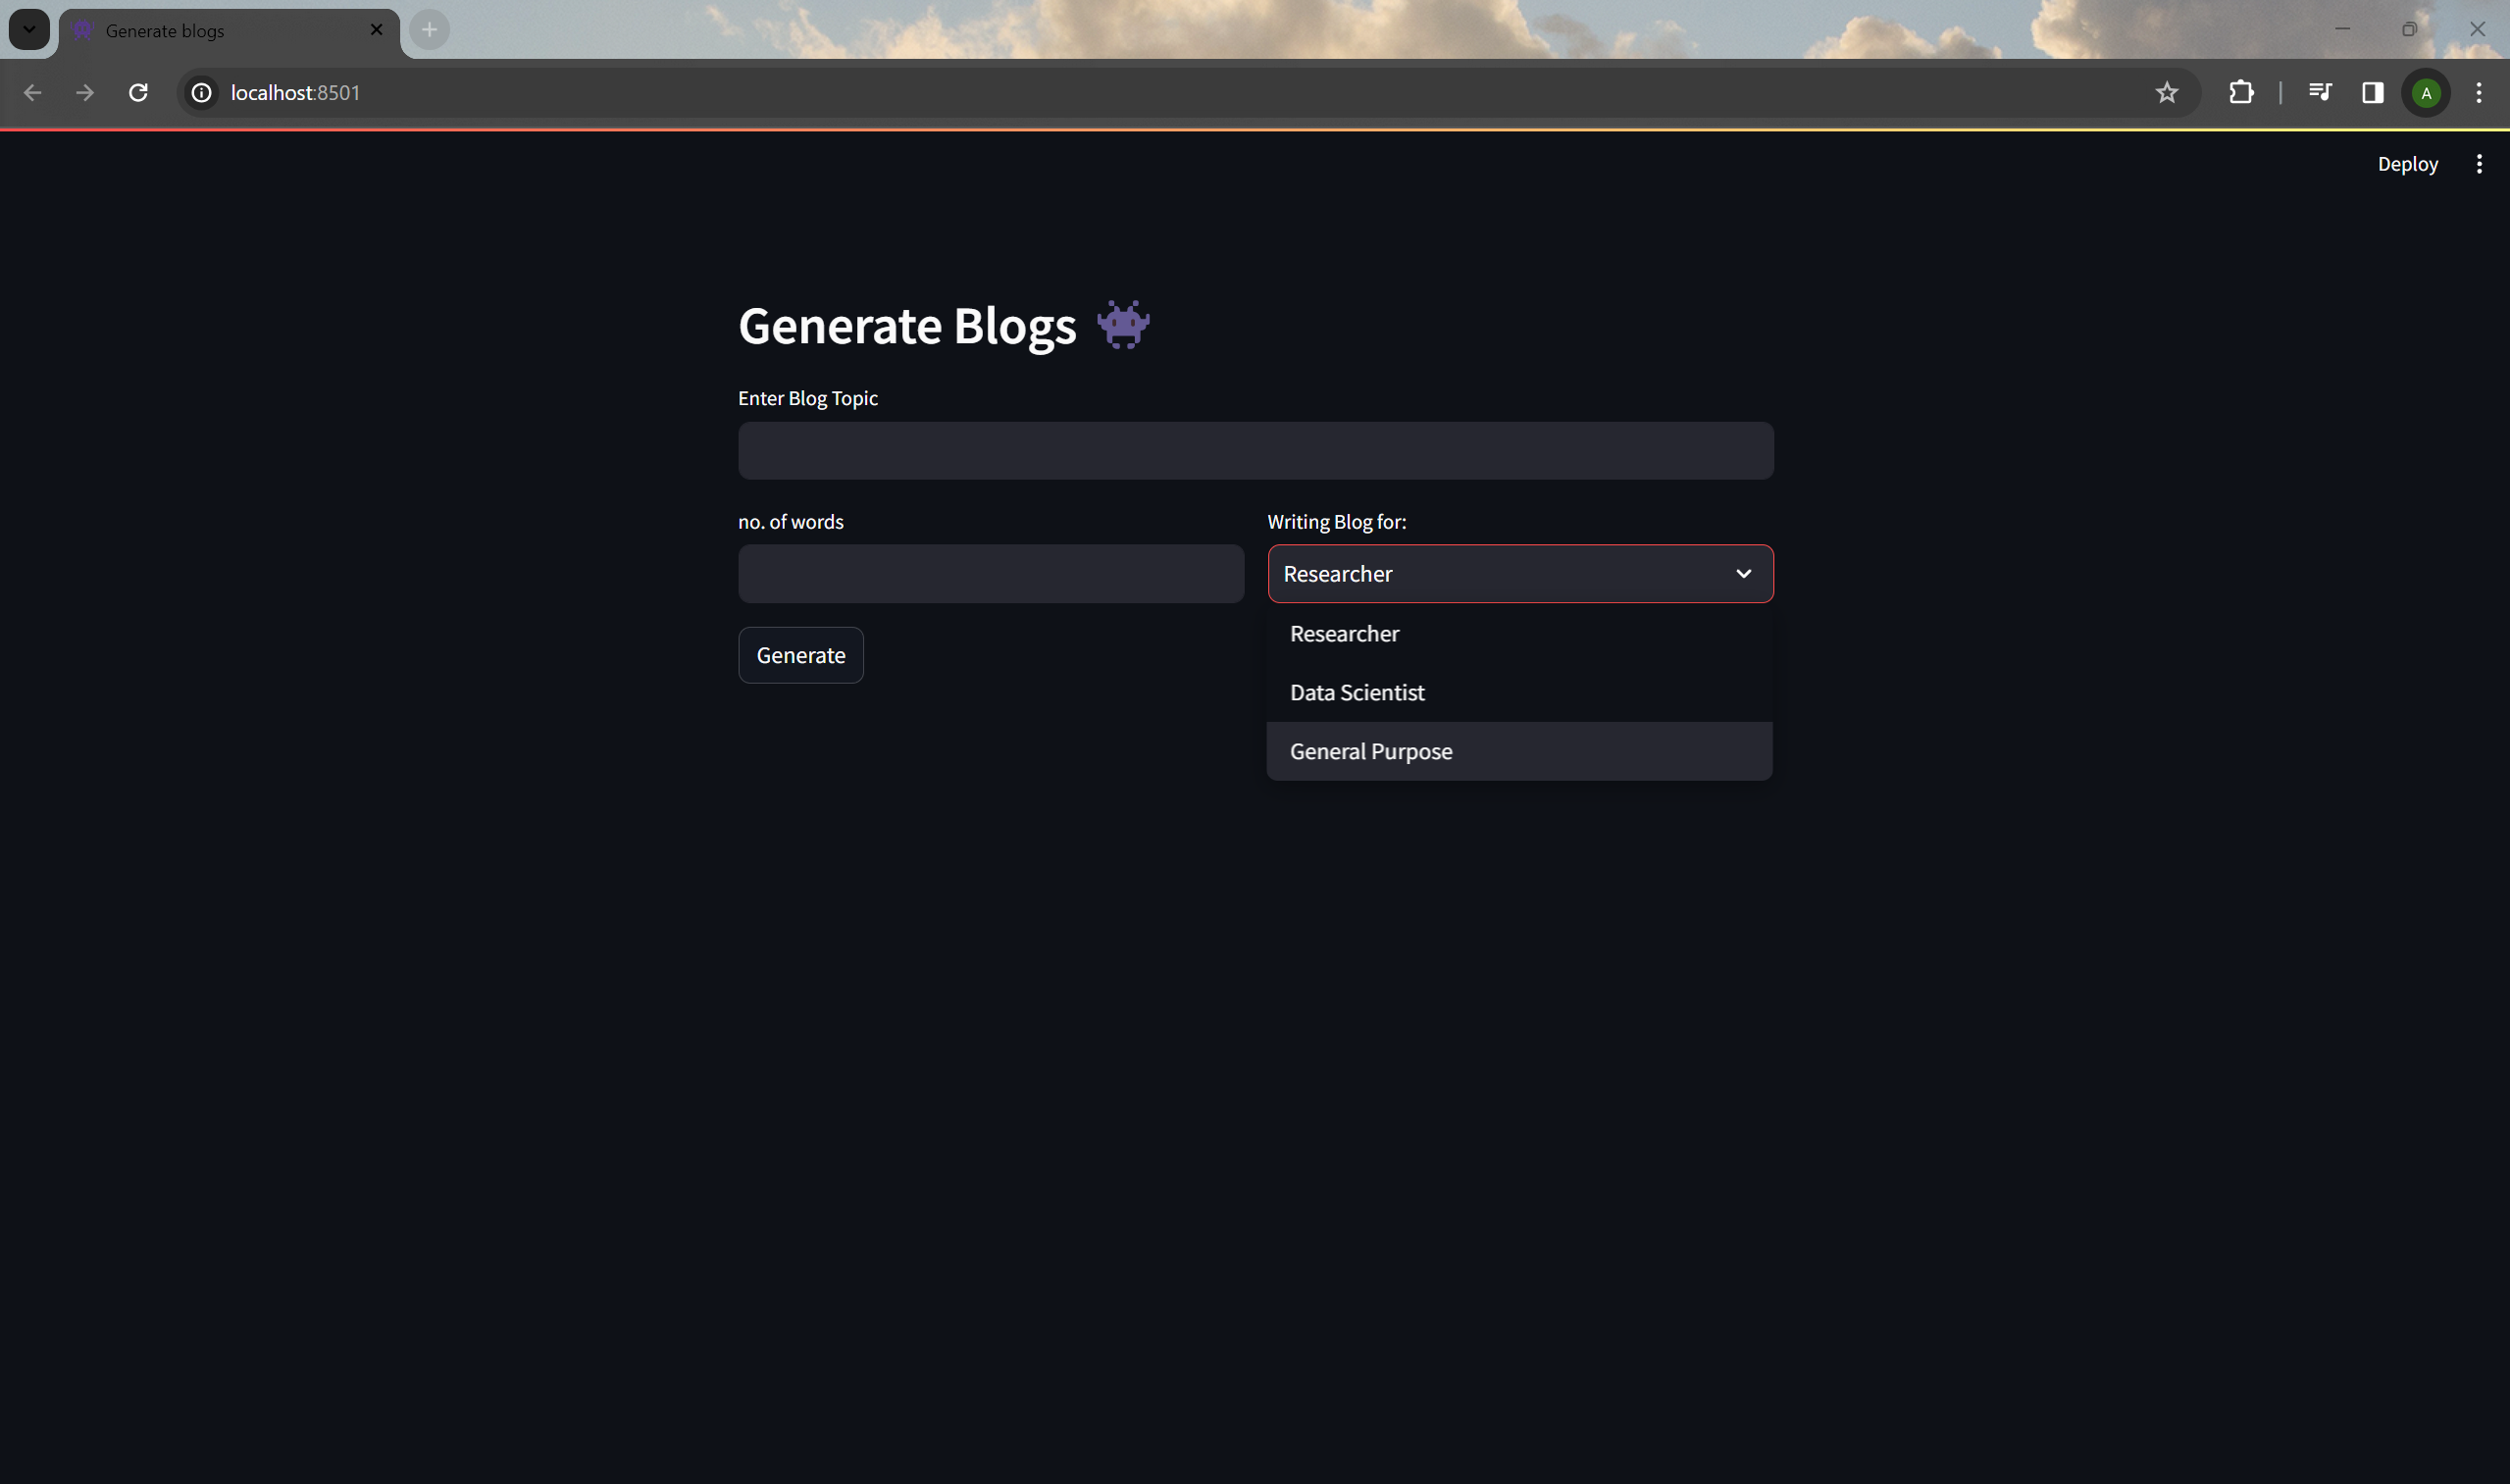 Generate blogs
localhost:8501
A
Deploy
Generate Blogs 👾
Enter Blog Topic
no. of words
Writing Blog for:
Researcher
Researcher
Data Scientist
General Purpose
Generate